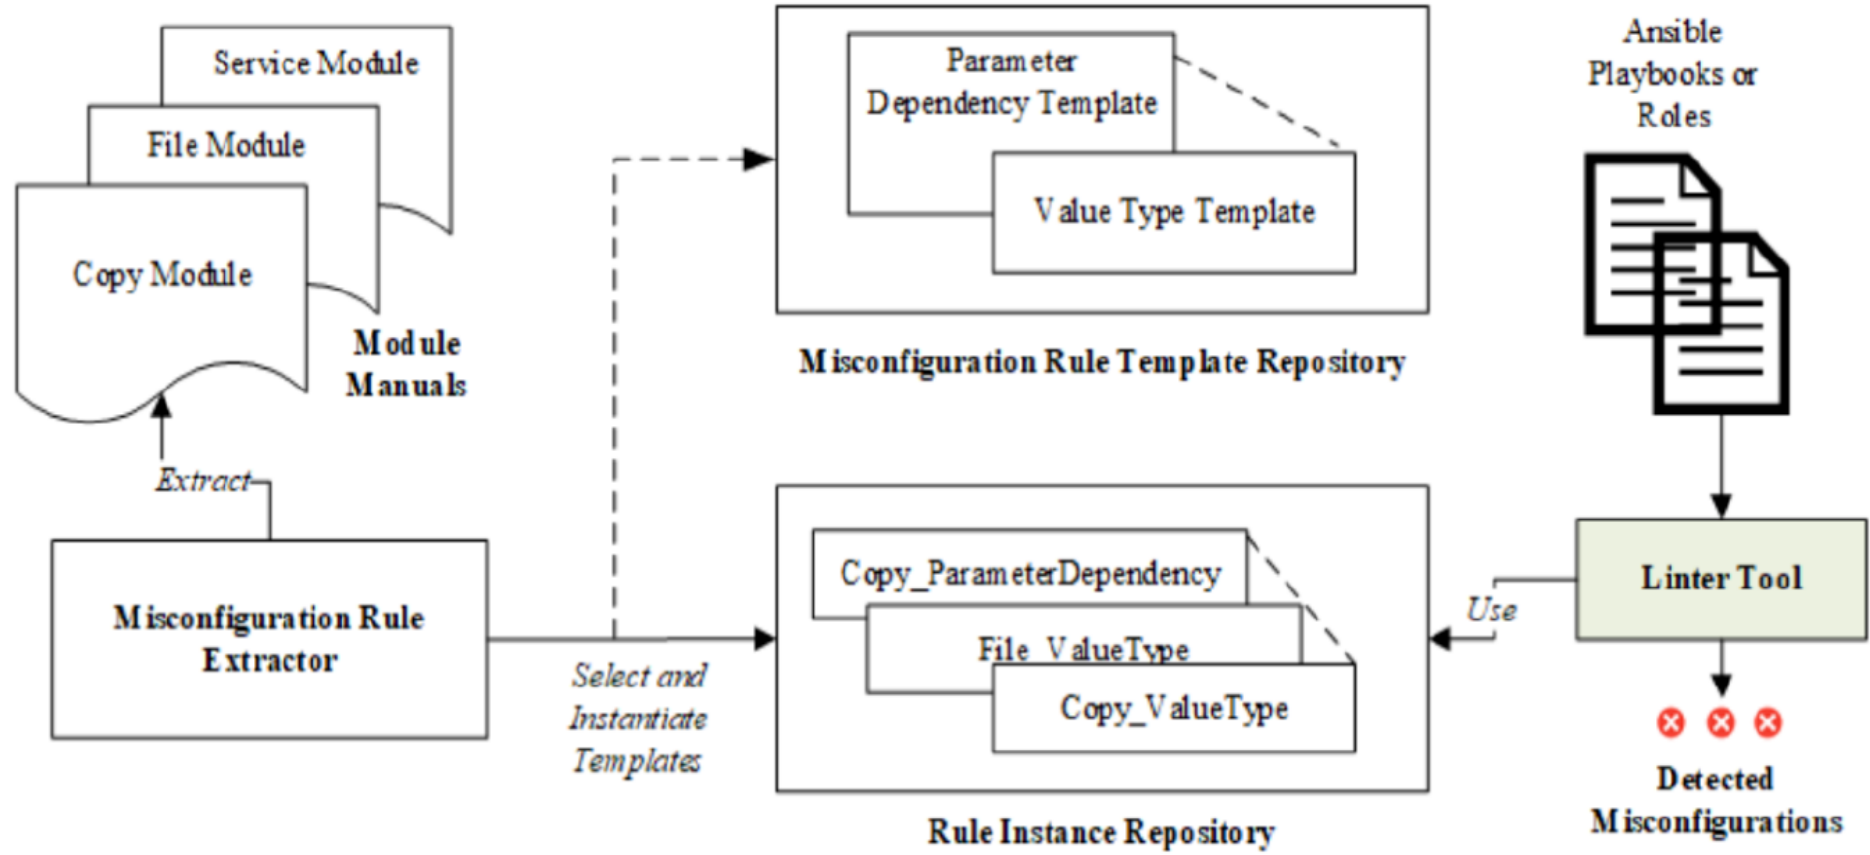 Service Module
File Module
Copy Module
Module
Manuals
Extract
Misconfiguration Rule
Extractor
Select and
Instantiate
Templates
Parameter
Dependency Template
Value Type Template
Misconfiguration Rule Template Repository
Copy_ParameterDependency
File_ValueType
Copy_ValueType
Rule Instance Repository
Ansible
Playbooks or
Roles
Linter Tool
Use
Detected
Misconfigurations